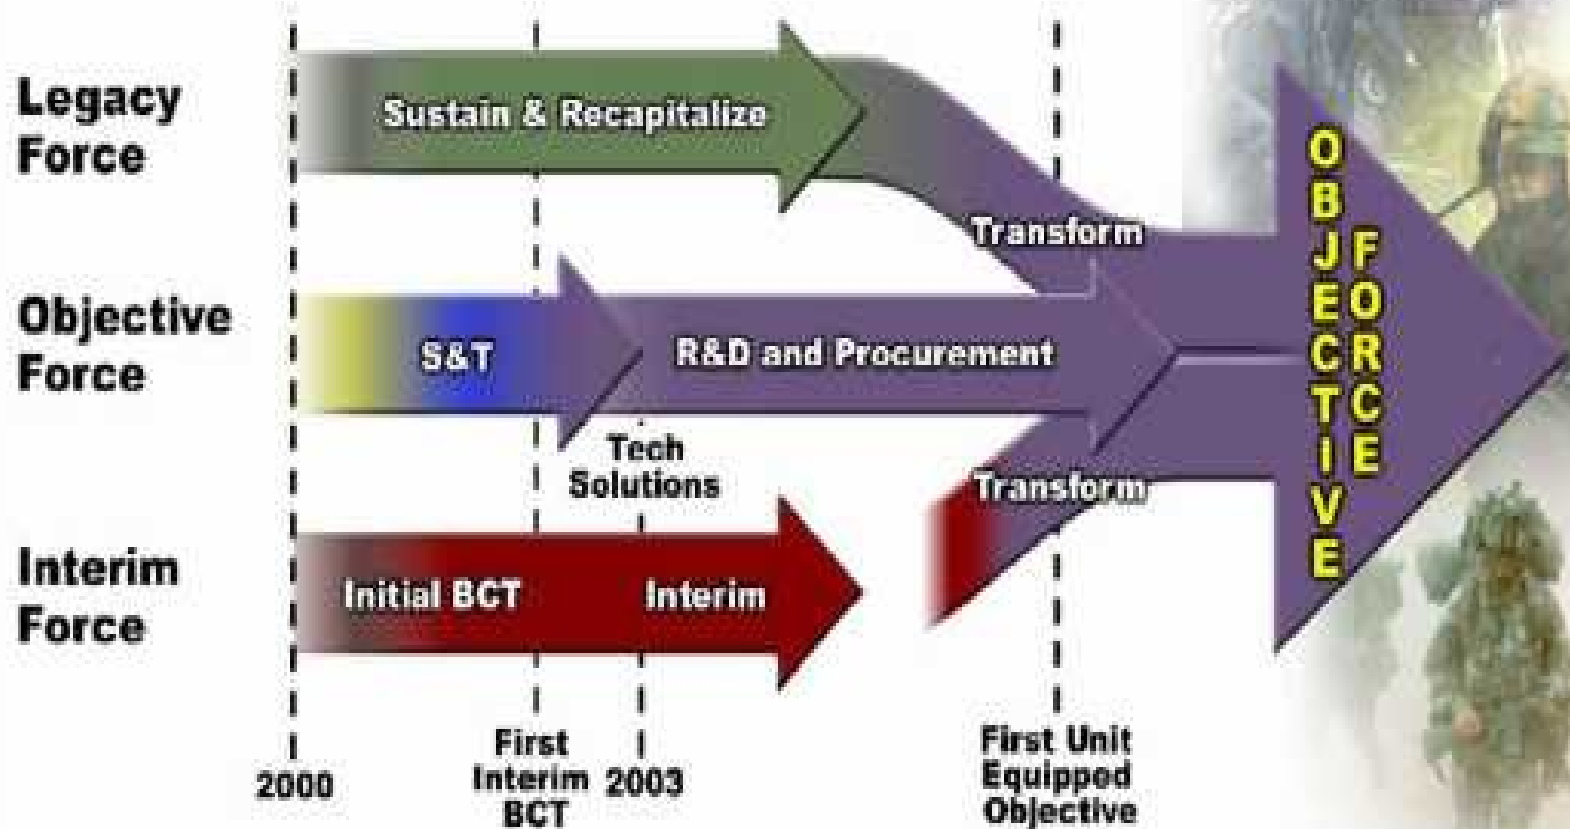 Legacy
Force
Sustain & Recapitalize
Transform
Objective
Force
S&T
R&D and Procurement
Tech
Solutions
Transform
Interim
Force
Initial BCT
Interim
OBJECTIVE
FORCE
2000
First
Interim
BCT
2003
First Unit
Equipped
Objective